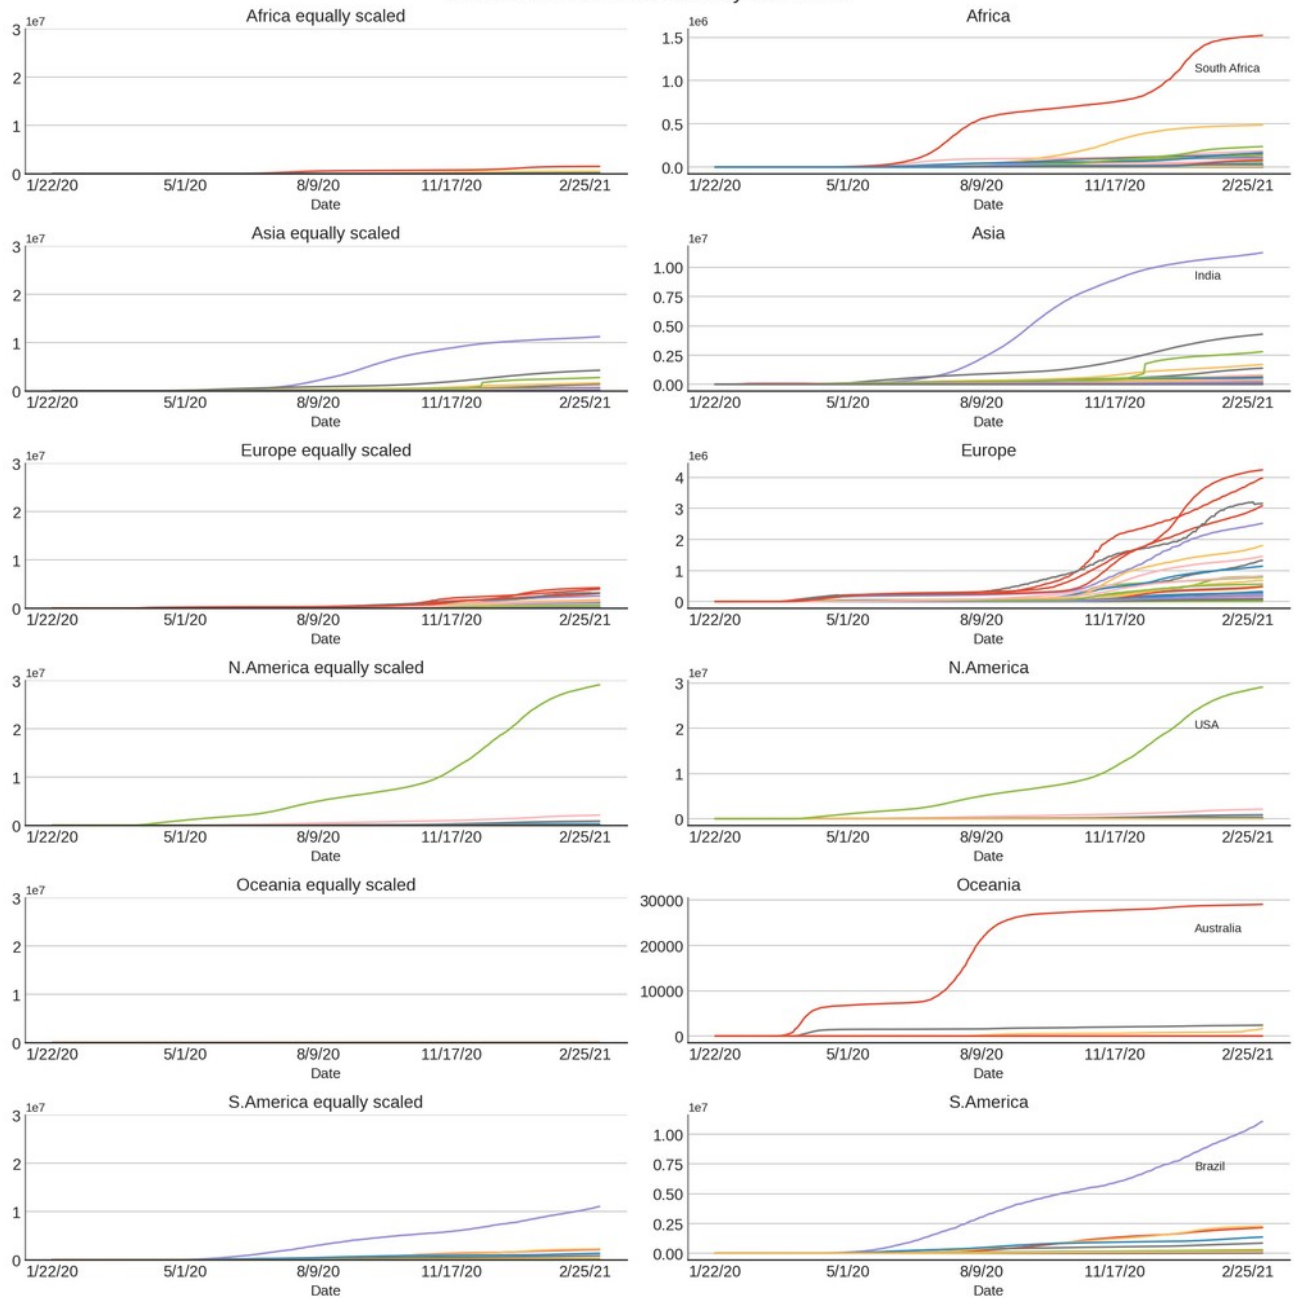 Africa equally scaled
1e7
3
2
1
0
1/22/20 5/1/20 8/9/20 11/17/20 2/25/21
Date
Africa
1e6
1.5
South Africa
1.0
0.5
0.0
1/22/20 5/1/20 8/9/20 11/17/20 2/25/21
Date
Asia equally scaled
1e7
3
2
1
0
1/22/20 5/1/20 8/9/20 11/17/20 2/25/21
Date
Asia
1e7
1.00
India
0.75
0.50
0.25
0.00
1/22/20 5/1/20 8/9/20 11/17/20 2/25/21
Date
Europe equally scaled
1e7
3
2
1
0
1/22/20 5/1/20 8/9/20 11/17/20 2/25/21
Date
Europe
1e6
4
3
2
1
0
1/22/20 5/1/20 8/9/20 11/17/20 2/25/21
Date
N.America equally scaled
1e7
3
2
1
0
1/22/20 5/1/20 8/9/20 11/17/20 2/25/21
Date
N.America
1e7
3
2
USA
1
0
1/22/20 5/1/20 8/9/20 11/17/20 2/25/21
Date
Oceania equally scaled
1e7
3
2
1
0
1/22/20 5/1/20 8/9/20 11/17/20 2/25/21
Date
Oceania
30000
Australia
20000
10000
0
1/22/20 5/1/20 8/9/20 11/17/20 2/25/21
Date
S.America equally scaled
1e7
3
2
1
0
1/22/20 5/1/20 8/9/20 11/17/20 2/25/21
Date
S.America
1e7
1.00
0.75
Brazil
0.50
0.25
0.00
1/22/20 5/1/20 8/9/20 11/17/20 2/25/21
Date